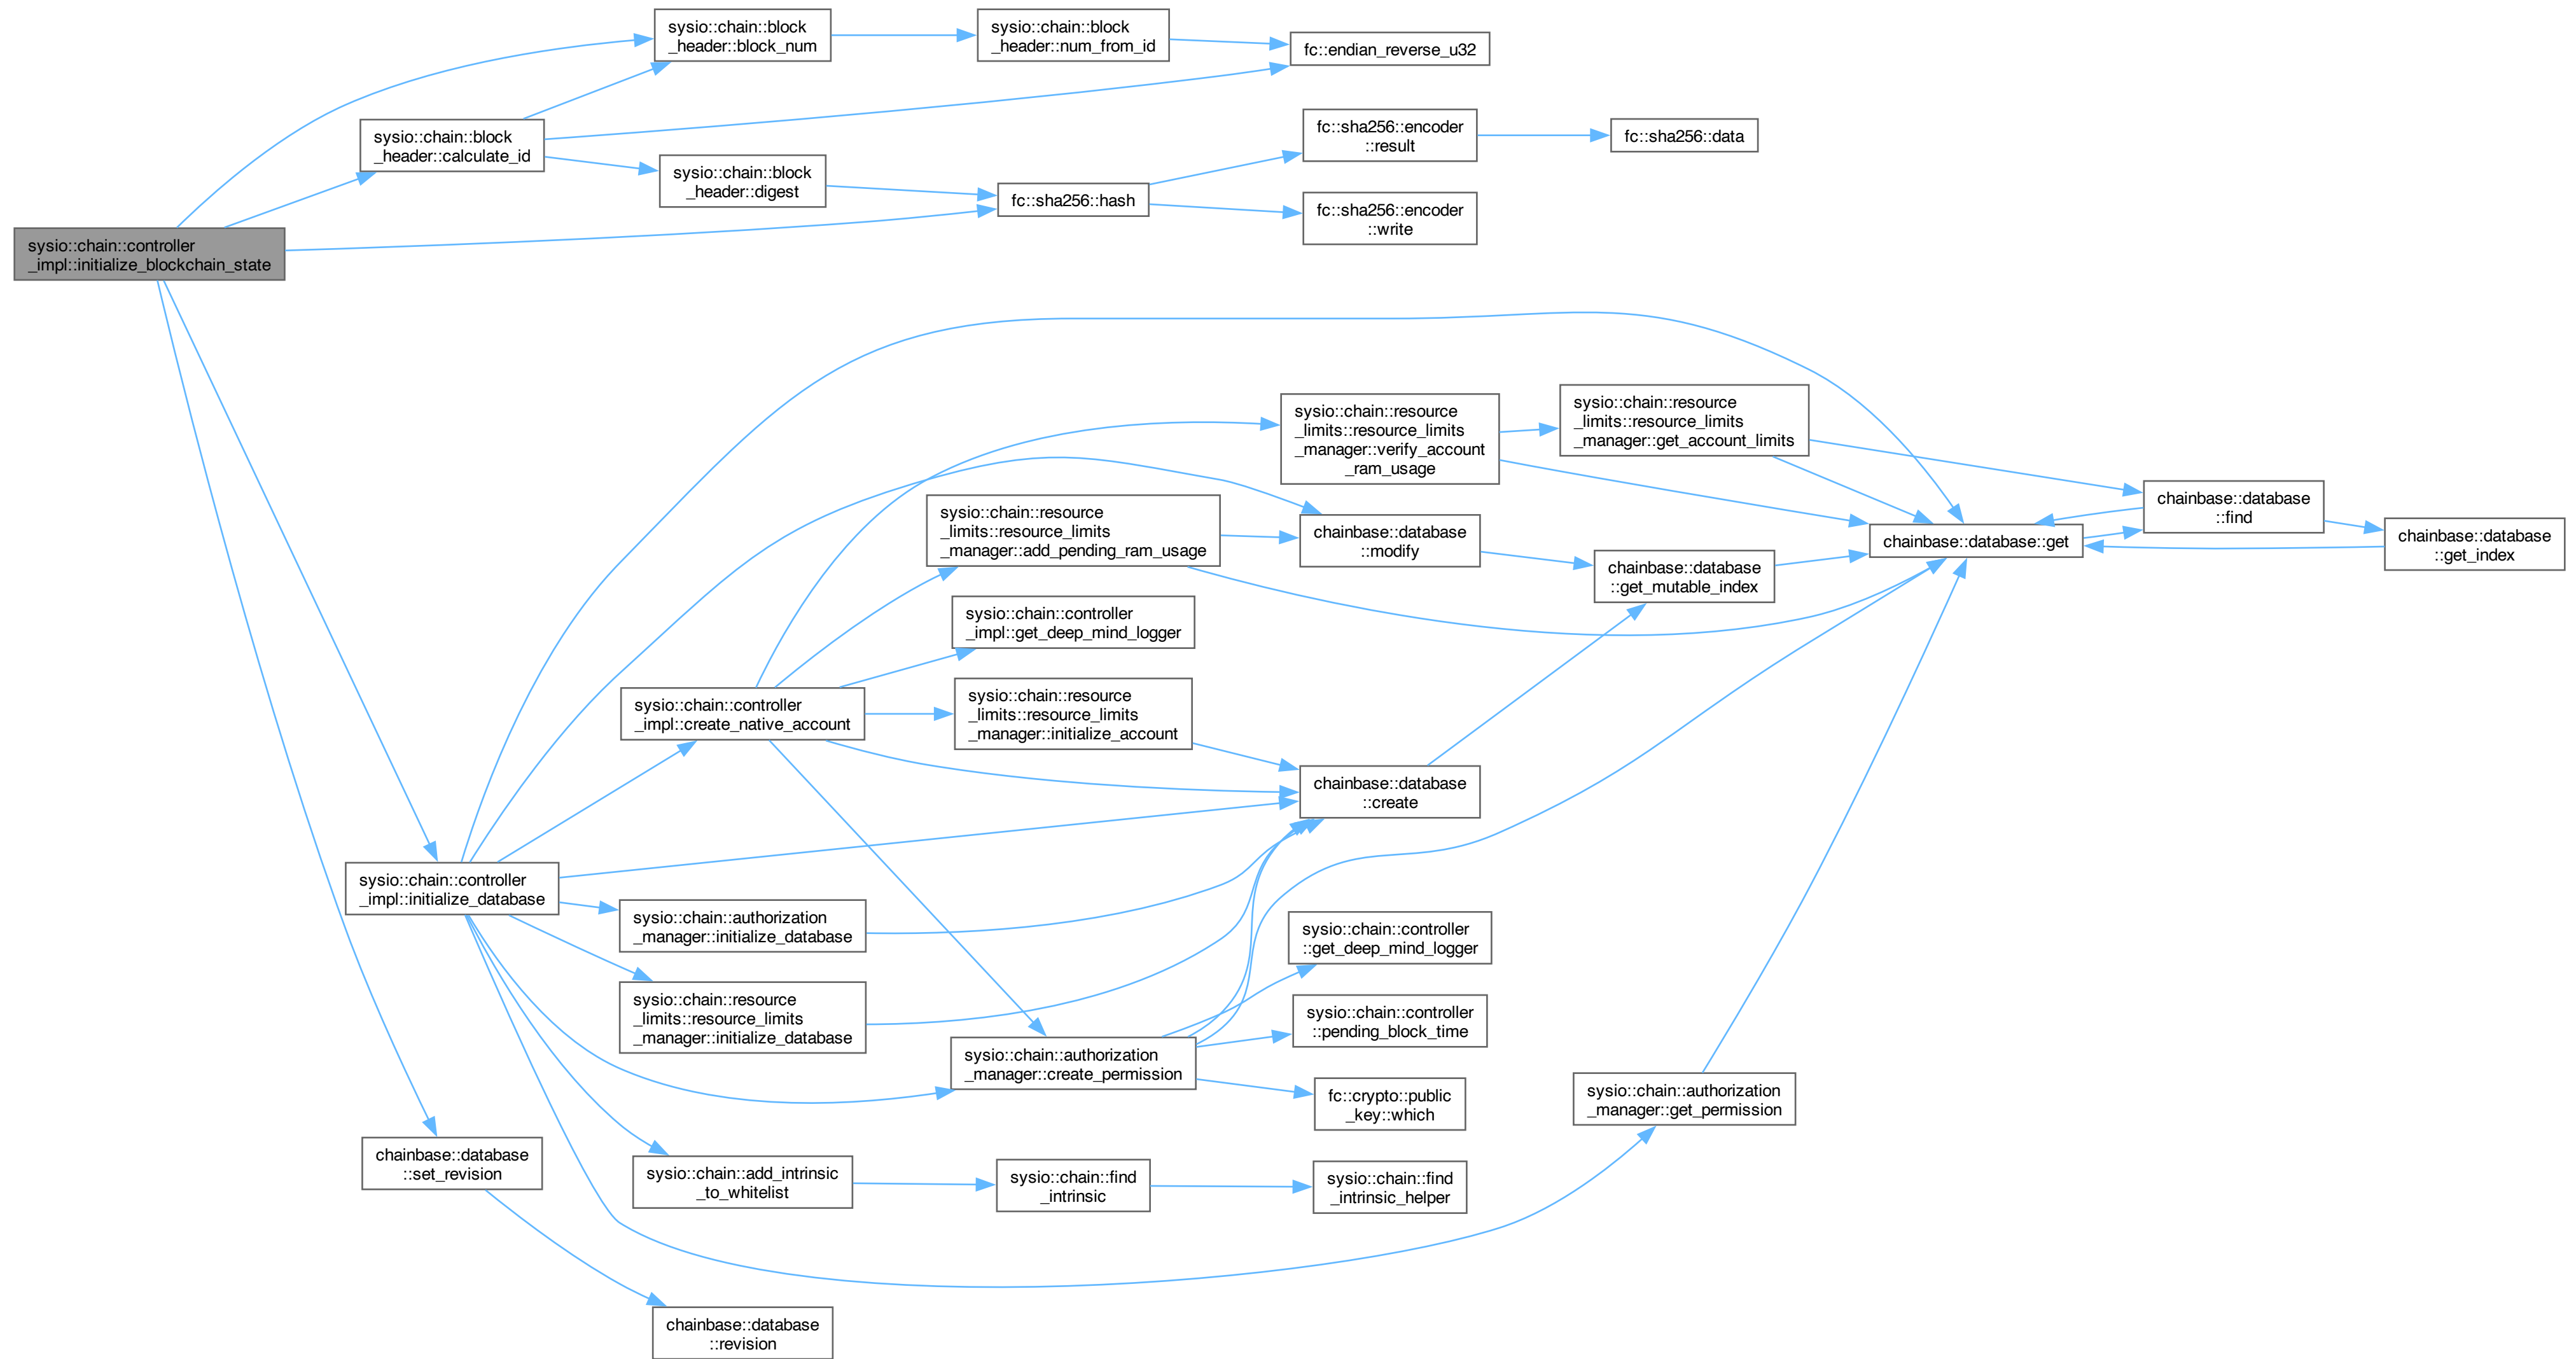 sysio::chain::controller
_impl::initialize_blockchain_state
sysio::chain::block
_header::block_num
sysio::chain::block
_header::num_from_id
fc::endian_reverse_u32
sysio::chain::block
_header::calculate_id
sysio::chain::block
_header::digest
fc::sha256::hash
fc::sha256::encoder
::result
fc::sha256::data
fc::sha256::encoder
::write
sysio::chain::controller
_impl::initialize_database
sysio::chain::controller
_impl::create_native_account
sysio::chain::resource
_limits::resource_limits
_manager::verify_account
_ram_usage
sysio::chain::resource
_limits::resource_limits
_manager::get_account_limits
sysio::chain::resource
_limits::resource_limits
_manager::add_pending_ram_usage
chainbase::database
::modify
chainbase::database
::get_mutable_index
chainbase::database::get
chainbase::database
::find
chainbase::database
::get_index
sysio::chain::controller
_impl::get_deep_mind_logger
sysio::chain::resource
_limits::resource_limits
_manager::initialize_account
chainbase::database
::create
sysio::chain::authorization
_manager::initialize_database
sysio::chain::resource
_limits::resource_limits
_manager::initialize_database
sysio::chain::authorization
_manager::create_permission
sysio::chain::controller
::get_deep_mind_logger
sysio::chain::controller
::pending_block_time
fc::crypto::public
_key::which
sysio::chain::authorization
_manager::get_permission
sysio::chain::add_intrinsic
_to_whitelist
sysio::chain::find
_intrinsic
sysio::chain::find
_intrinsic_helper
chainbase::database
::set_revision
chainbase::database
::revision